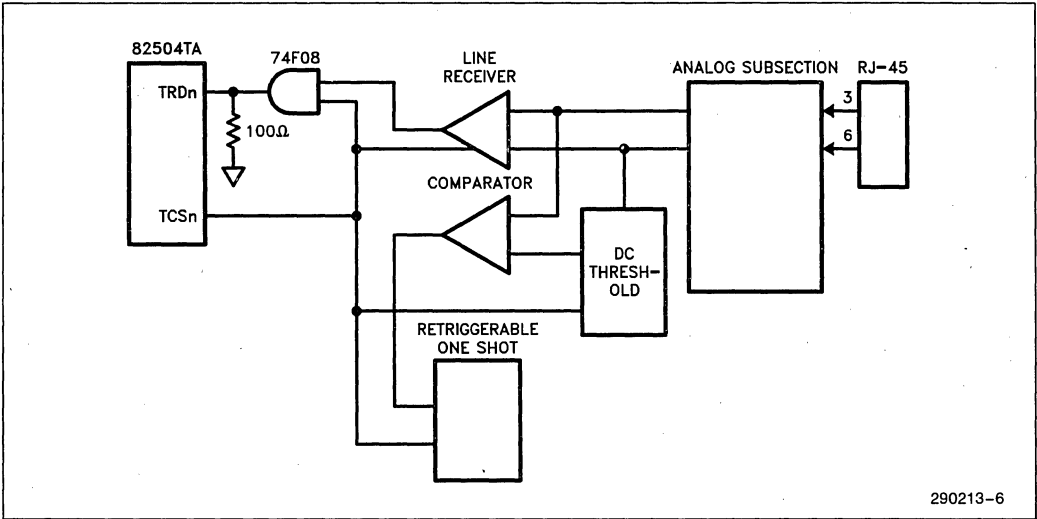 82504TA
74F08
LINE
RECEIVER
ANALOG SUBSECTION
RJ-45
TRDn
100Ω
3
6
COMPARATOR
TCSn
DC
THRESH-
OLD
RETRIGGERABLE
ONE SHOT
290213-6